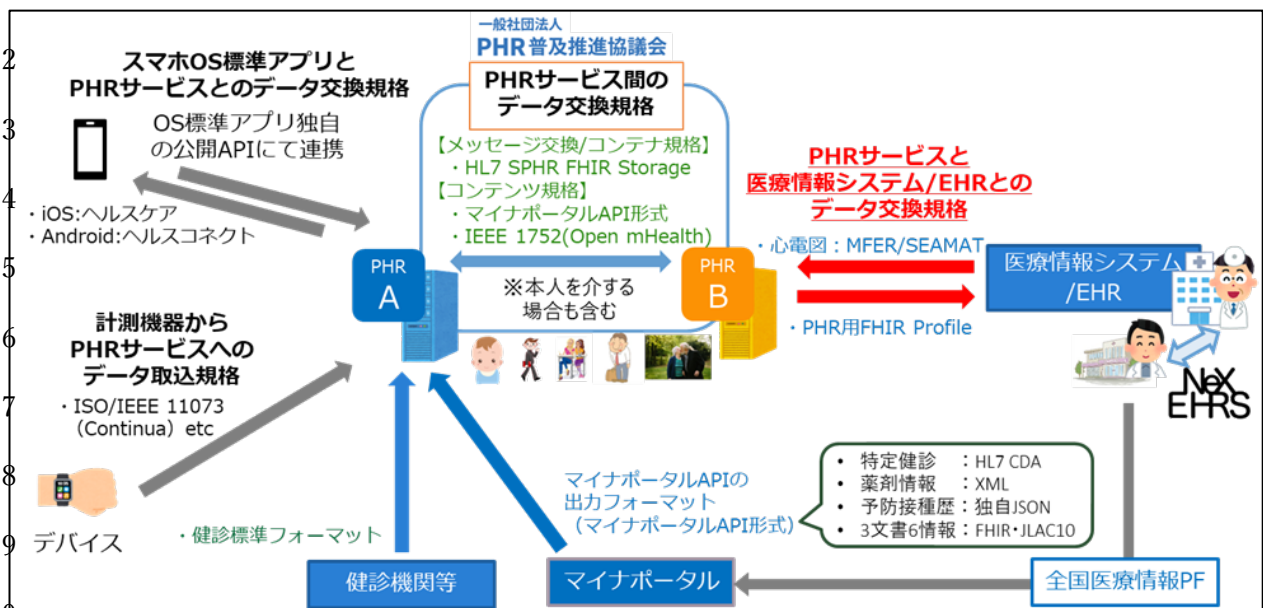 一般社団法人
PHR普及推進協議会
2
スマホOS標準アプリと
PHRサービスとのデータ交換規格
PHRサービス間の
データ交換規格
3
OS標準アプリ独自
の公開APIにて連携
【メッセージ交換/コンテナ規格】
・HL7 SPHR FHIR Storage
【コンテンツ規格】
・マイナポータルAPI形式
・IEEE 1752(Open mHealth)
PHRサービスと
医療情報システム/EHRとの
データ交換規格
4
・iOS:ヘルスケア
・Android:ヘルスコネクト
・心電図：MFER/SEAMAT
5
PHR
A
※本人を介する
場合も含む
PHR
B
医療情報システム
/EHR
・PHR用FHIR Profile
6
計測機器から
PHRサービスへの
データ取込規格
7
・ISO/IEEE 11073
（Continua）etc
NeX
EHRS
8
マイナポータルAPIの
出力フォーマット
（マイナポータルAPI形式）
• 特定健診　：HL7 CDA
• 薬剤情報　：XML
• 予防接種歴：独自JSON
• 3文書6情報：FHIR・JLAC10
9
デバイス
・健診標準フォーマット
健診機関等
マイナポータル
全国医療情報PF